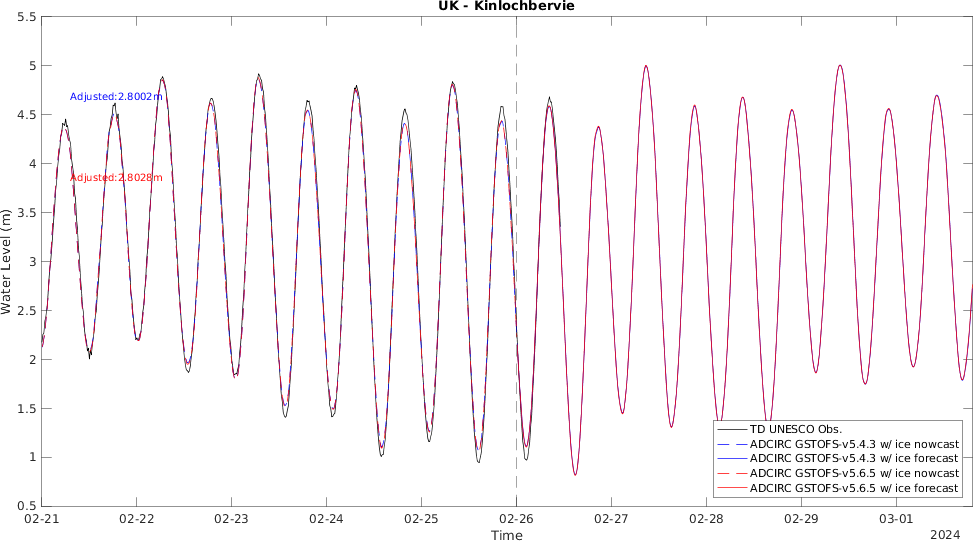 UK - Kinlochbervie
5.5
5
4.5
4
3.5
3
2.5
2
1.5
1
0.5
Water Level (m)
Adjusted:2.8002m
Adjusted:2.8028m
TD UNESCO Obs.
ADCIRC GSTOFS-v5.4.3 w/ ice nowcast
ADCIRC GSTOFS-v5.4.3 w/ ice forecast
ADCIRC GSTOFS-v5.6.5 w/ ice nowcast
ADCIRC GSTOFS-v5.6.5 w/ ice forecast
02-21 02-22 02-23 02-24 02-25 02-26 02-27 02-28 02-29 03-01
Time
2024